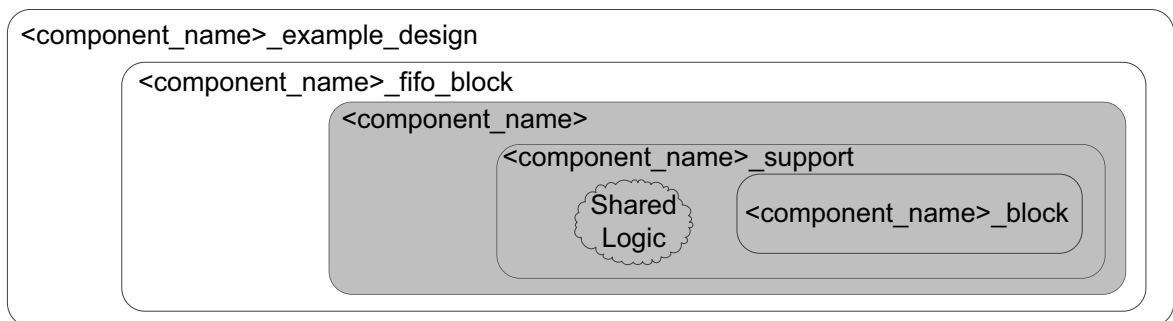 <component_name>_example_design
<component_name>_fifo_block
<component_name>
<component_name>_support
Shared
Logic
<component_name>_block